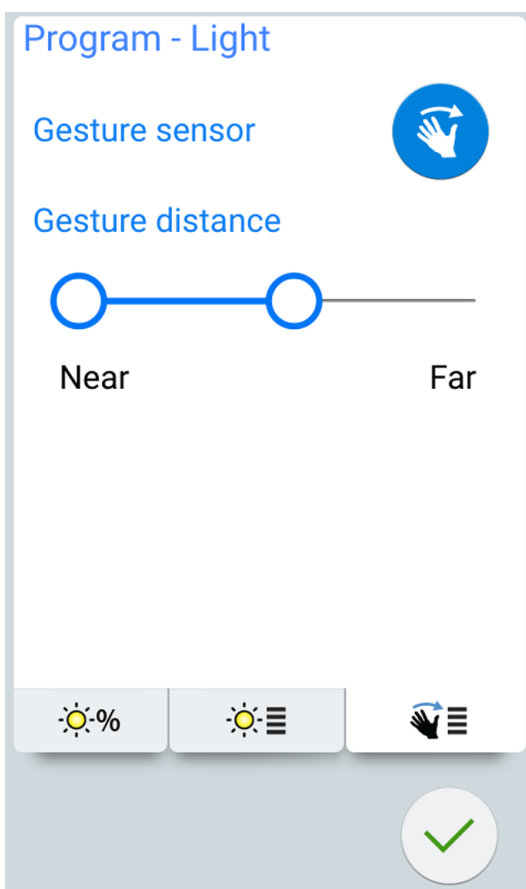 Program - Light
Gesture sensor
Gesture distance
Near Far
%